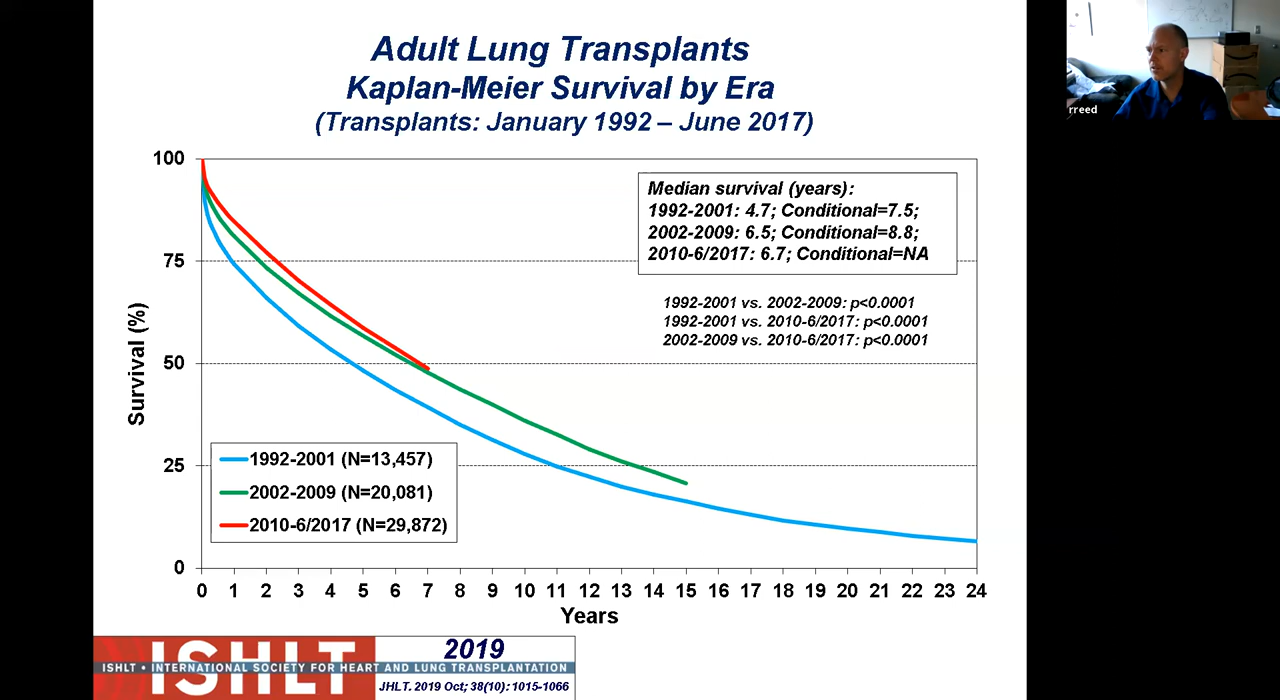 Adult Lung Transplants
Kaplan-Meier Survival by Era
(Transplants: January 1992 – June 2017)
rreed
100
75
50
25
0
Survival (%)
Median survival (years):
1992-2001: 4.7; Conditional=7.5;
2002-2009: 6.5; Conditional=8.8;
2010-6/2017: 6.7; Conditional=NA
1992-2001 vs. 2002-2009: p<0.0001
1992-2001 vs. 2010-6/2017: p<0.0001
2002-2009 vs. 2010-6/2017: p<0.0001
1992-2001 (N=13,457)
2002-2009 (N=20,081)
2010-6/2017 (N=29,872)
0 1 2 3 4 5 6 7 8 9 10 11 12 13 14 15 16 17 18 19 20 21 22 23 24
Years
ISHLT
ISHLT • INTERNATIONAL SOCIETY FOR HEART AND LUNG TRANSPLANTATION
2019
JHLT. 2019 Oct; 38(10): 1015-1066